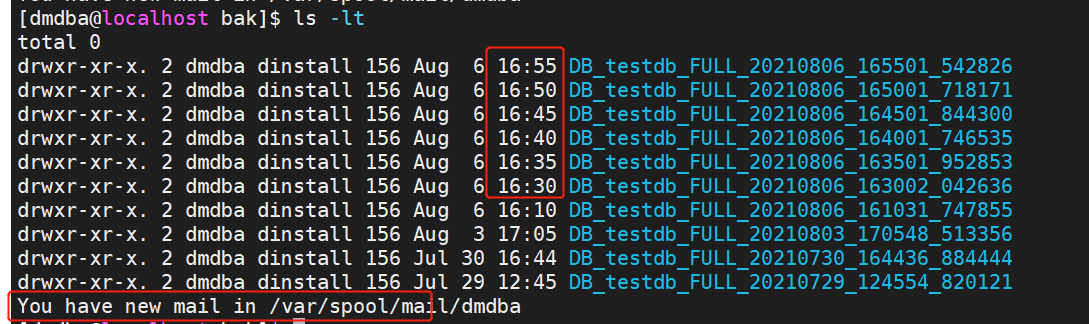 [dmdba@localhost bak]$ ls -lt
total 0
drwxr-xr-x. 2 dmdba dinstall 156 Aug  6 16:55 DB_testdb_FULL_20210806_165501_542826
drwxr-xr-x. 2 dmdba dinstall 156 Aug  6 16:50 DB_testdb_FULL_20210806_165001_718171
drwxr-xr-x. 2 dmdba dinstall 156 Aug  6 16:45 DB_testdb_FULL_20210806_164501_844300
drwxr-xr-x. 2 dmdba dinstall 156 Aug  6 16:40 DB_testdb_FULL_20210806_164001_746535
drwxr-xr-x. 2 dmdba dinstall 156 Aug  6 16:35 DB_testdb_FULL_20210806_163501_952853
drwxr-xr-x. 2 dmdba dinstall 156 Aug  6 16:30 DB_testdb_FULL_20210806_163002_042636
drwxr-xr-x. 2 dmdba dinstall 156 Aug  6 16:10 DB_testdb_FULL_20210806_161031_747855
drwxr-xr-x. 2 dmdba dinstall 156 Aug  3 17:05 DB_testdb_FULL_20210803_170548_513356
drwxr-xr-x. 2 dmdba dinstall 156 Jul 30 16:44 DB_testdb_FULL_20210730_164436_884444
drwxr-xr-x. 2 dmdba dinstall 156 Jul 29 12:45 DB_testdb_FULL_20210729_124554_820121
You have new mail in /var/spool/mail/dmdba